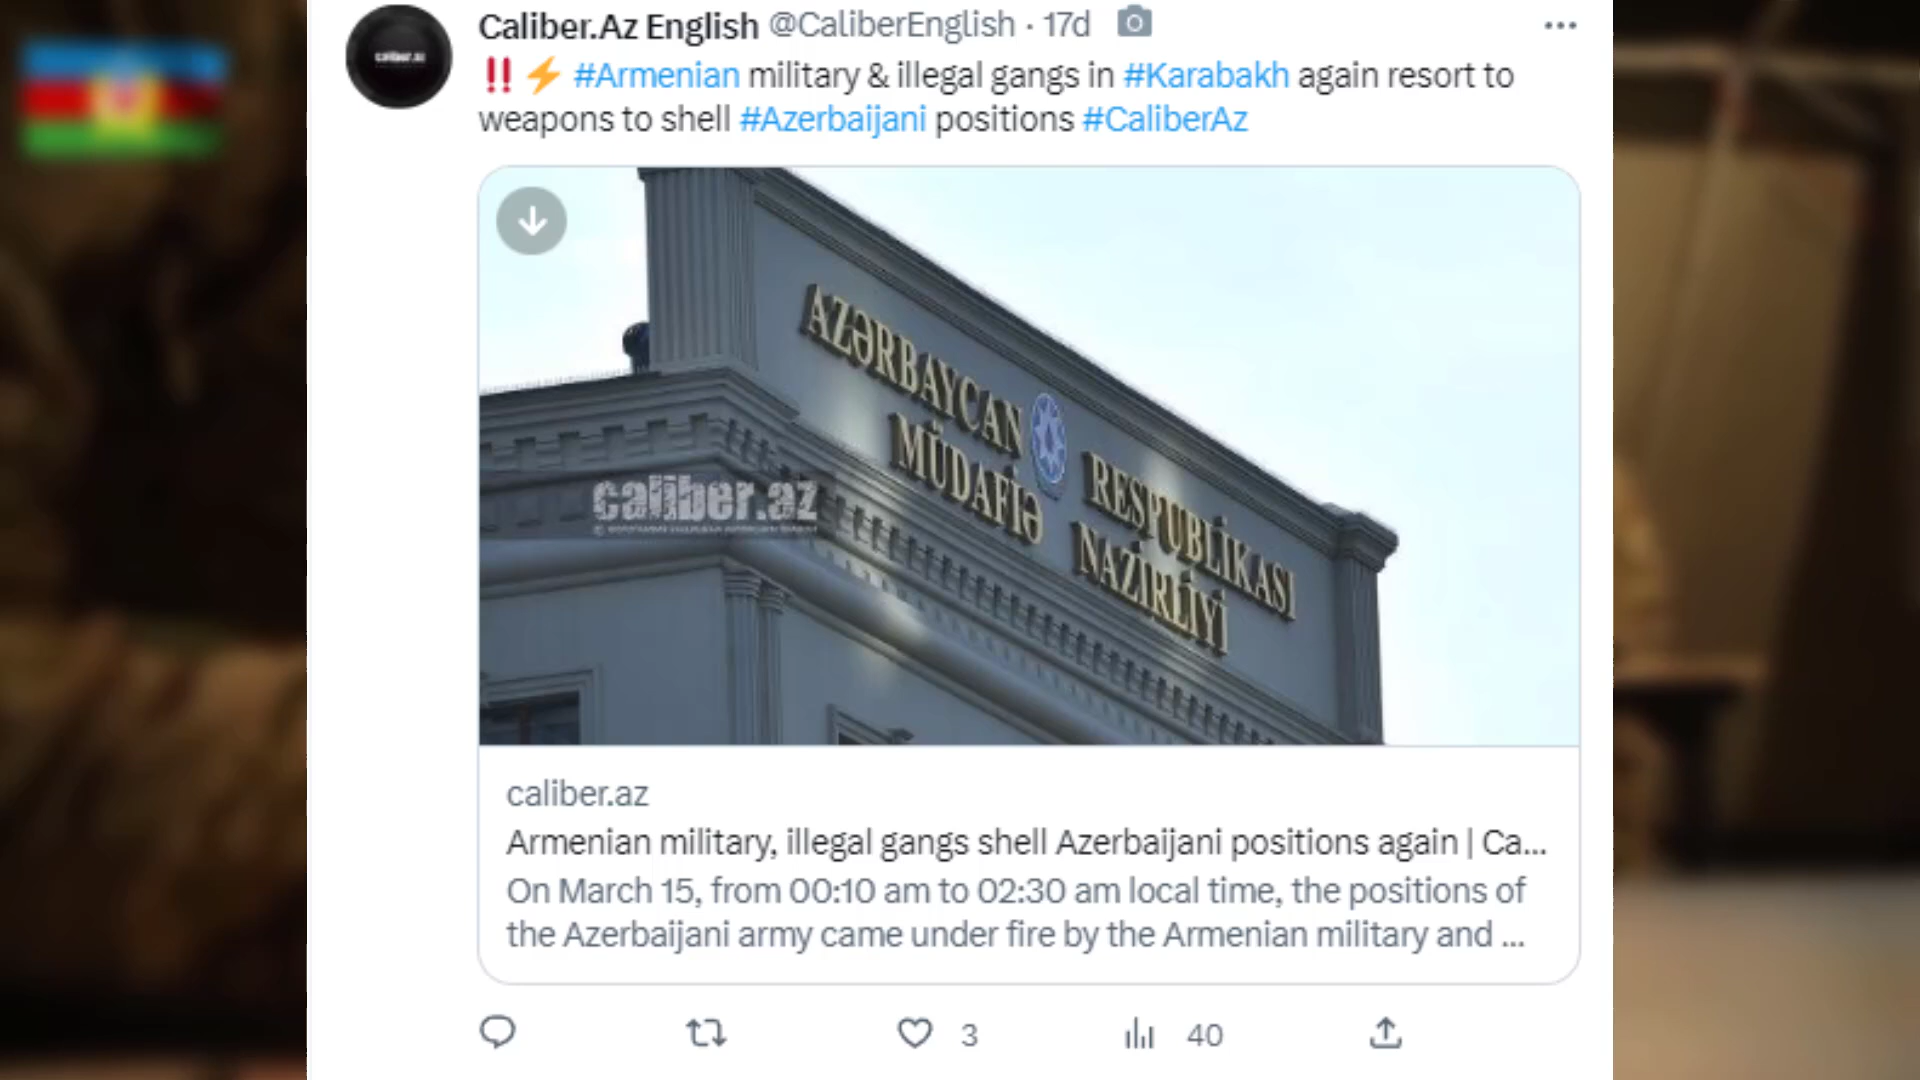 Caliber.Az English @CaliberEnglish · 17d
‼️⚡ #Armenian military & illegal gangs in #Karabakh again resort to
weapons to shell #Azerbaijani positions #CaliberAz
AZƏRBAYCAN RESPUBLİKASI
MÜDAFİƏ NAZİRLİYİ
caliber.az
caliber.az
Armenian military, illegal gangs shell Azerbaijani positions again | Ca...
On March 15, from 00:10 am to 02:30 am local time, the positions of
the Azerbaijani army came under fire by the Armenian military and ...
3
40